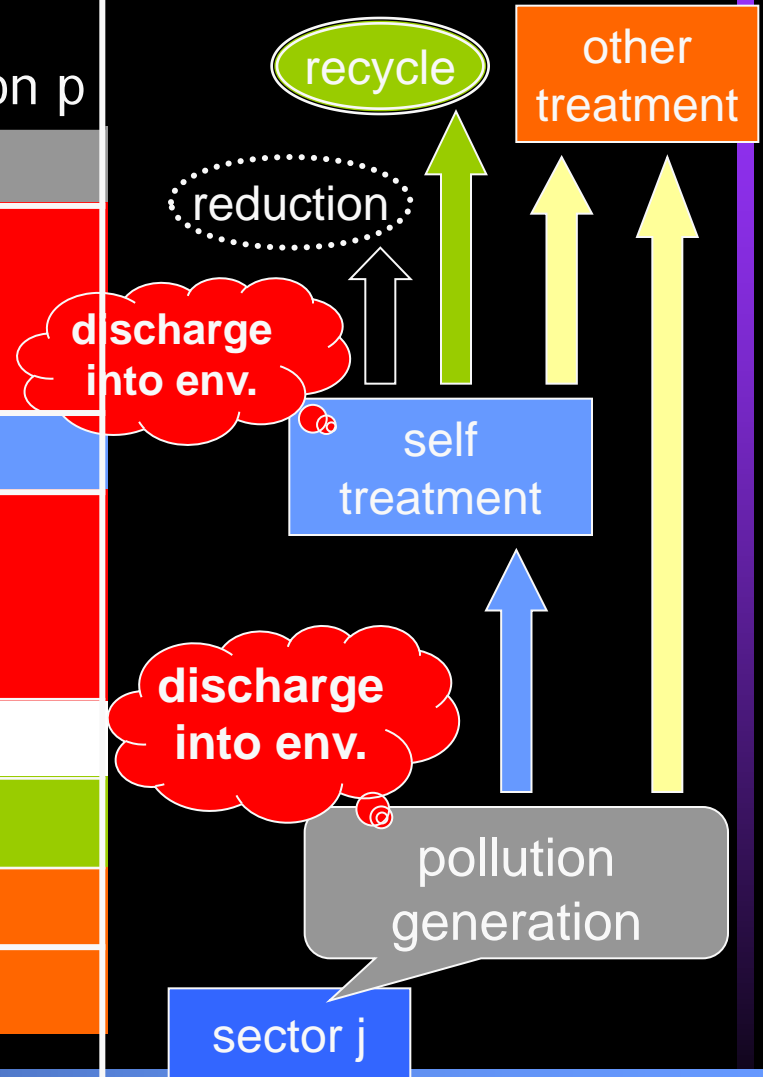 on p
recycle
other
treatment
reduction
discharge
into env.
self
treatment
discharge
into env.
pollution
generation
sector j